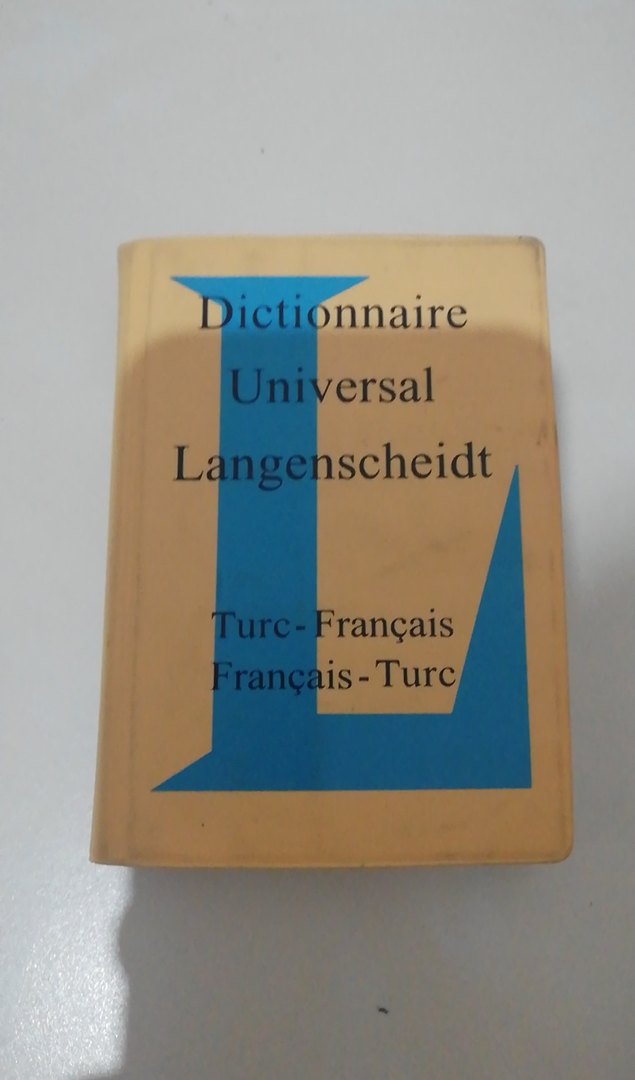 Dictionnaire
Universal
Langenscheidt
Turc-Français
Français-Turc